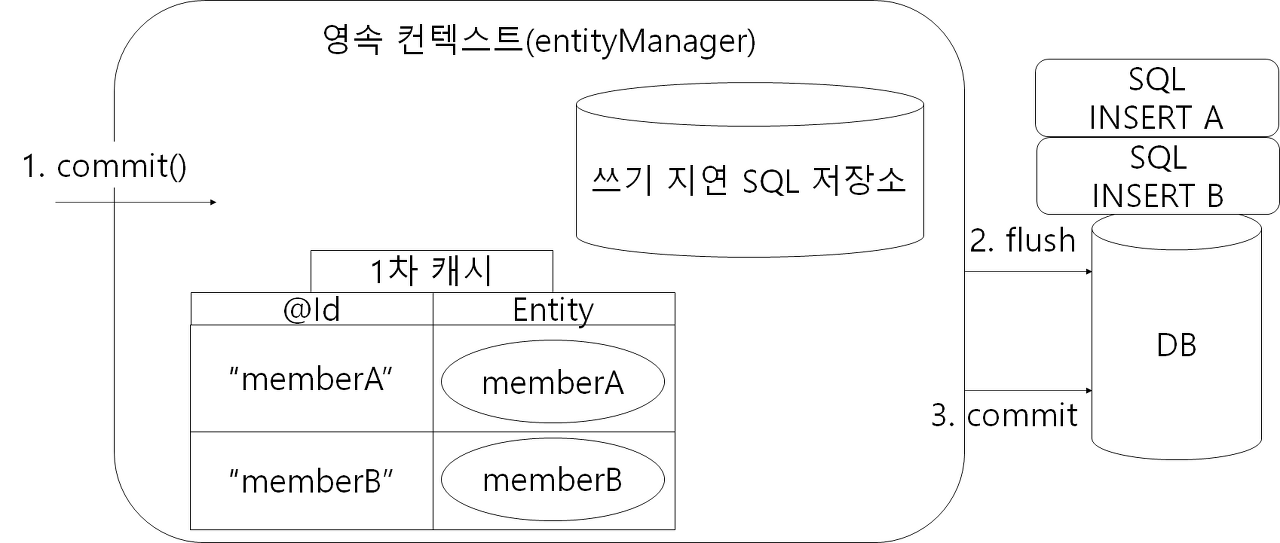 영속 컨텍스트(entityManager)
SQL
INSERT A
SQL
INSERT B
1. commit()
쓰기 지연 SQL 저장소
2. flush
1차 캐시
@Id Entity
DB
“memberA” memberA
3. commit
“memberB” memberB